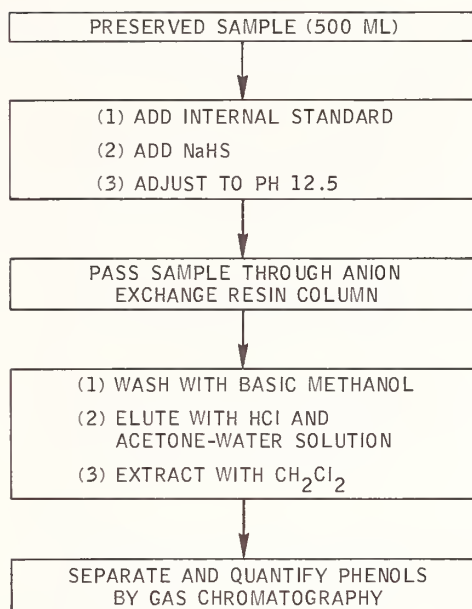 PRESERVED SAMPLE (500 ML)
(1) ADD INTERNAL STANDARD
(2) ADD NaHS
(3) ADJUST TO PH 12.5
PASS SAMPLE THROUGH ANION
EXCHANGE RESIN COLUMN
(1) WASH WITH BASIC METHANOL
(2) ELUTE WITH HCl AND
ACETONE-WATER SOLUTION
(3) EXTRACT WITH CH2Cl2
SEPARATE AND QUANTIFY PHENOLS
BY GAS CHROMATOGRAPHY